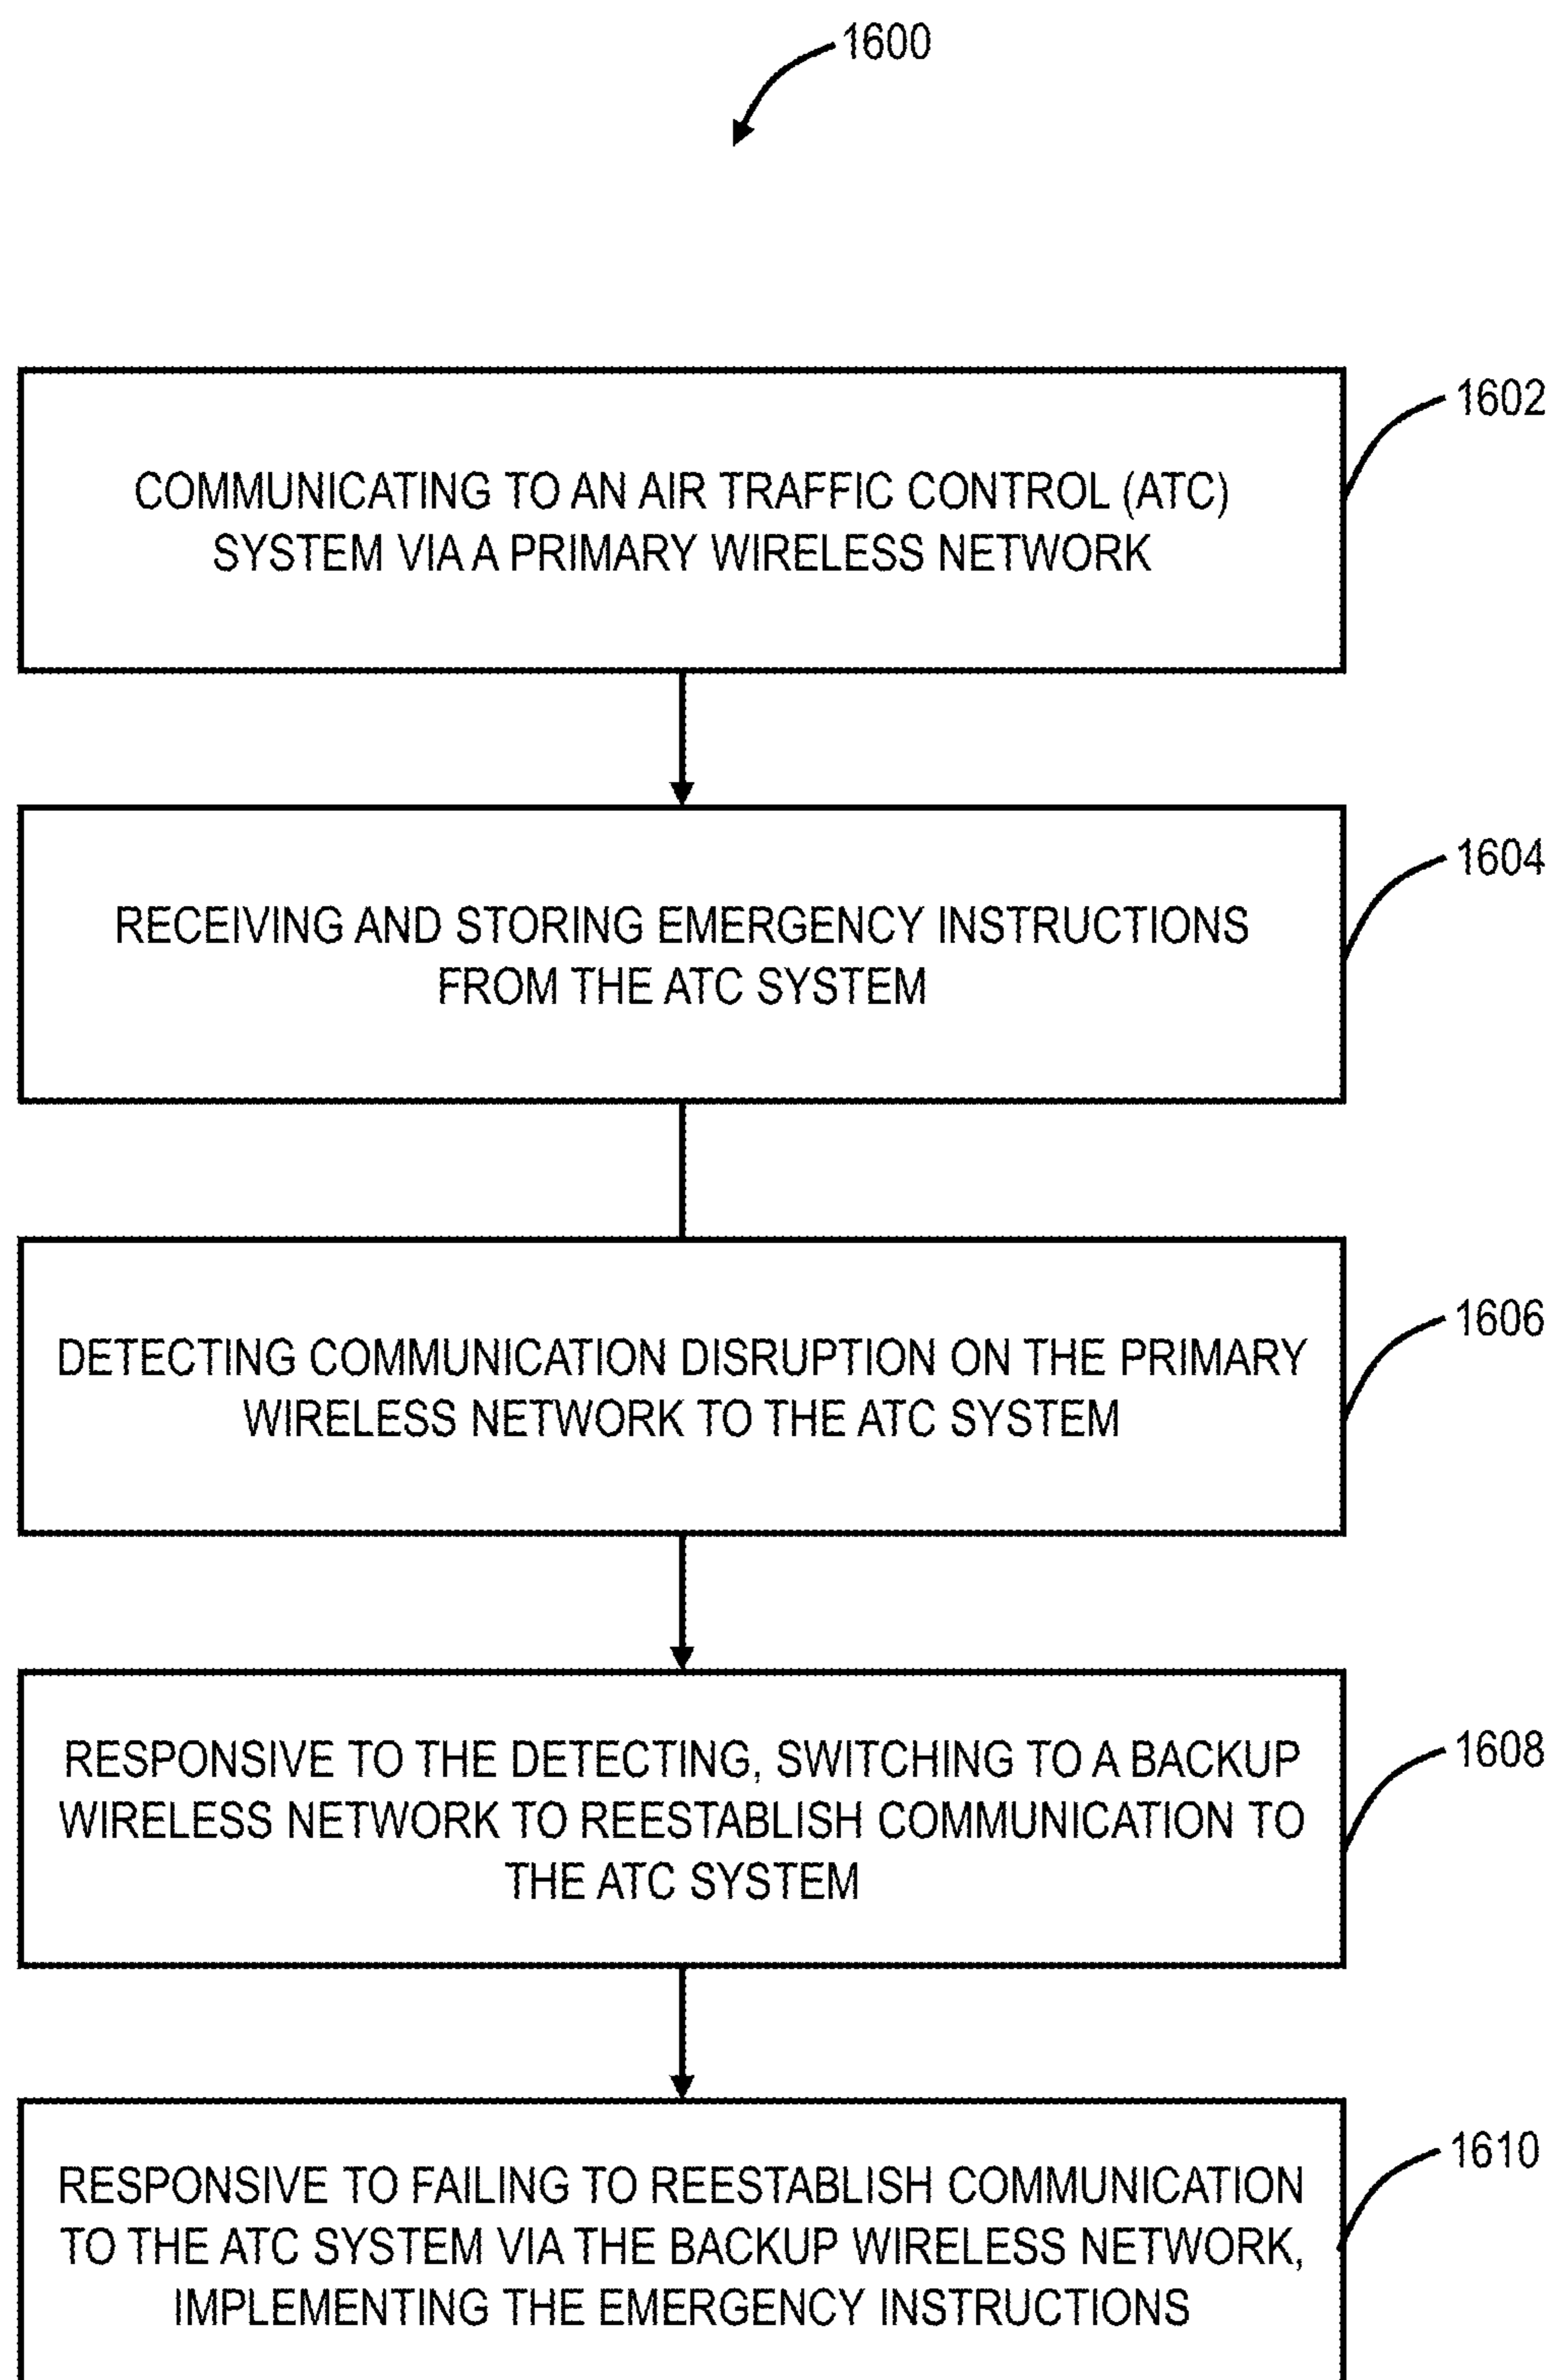 1600
1602
COMMUNICATING TO AN AIR TRAFFIC CONTROL (ATC)
SYSTEM VIA A PRIMARY WIRELESS NETWORK
1604
RECEIVING AND STORING EMERGENCY INSTRUCTIONS
FROM THE ATC SYSTEM
1606
DETECTING COMMUNICATION DISRUPTION ON THE PRIMARY
WIRELESS NETWORK TO THE ATC SYSTEM
1608
RESPONSIVE TO THE DETECTING, SWITCHING TO A BACKUP
WIRELESS NETWORK TO REESTABLISH COMMUNICATION TO
THE ATC SYSTEM
1610
RESPONSIVE TO FAILING TO REESTABLISH COMMUNICATION
TO THE ATC SYSTEM VIA THE BACKUP WIRELESS NETWORK,
IMPLEMENTING THE EMERGENCY INSTRUCTIONS